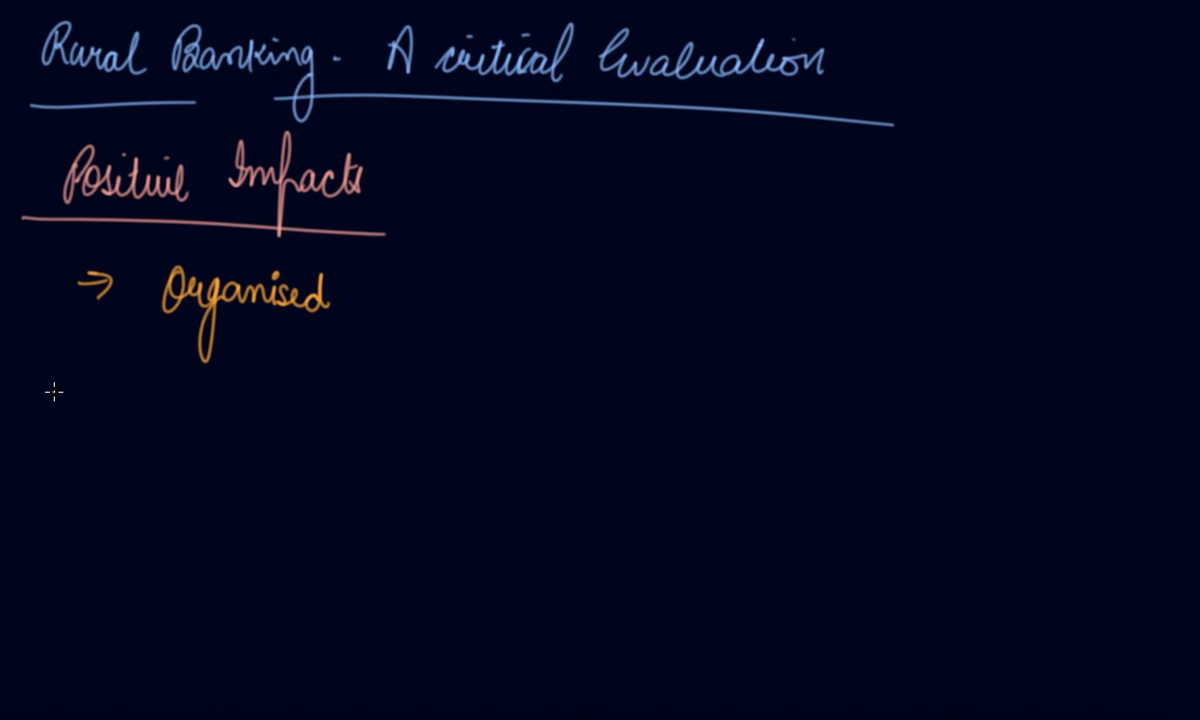 Rural Banking - A critical Evaluation
Positive Impacts
→ Organised